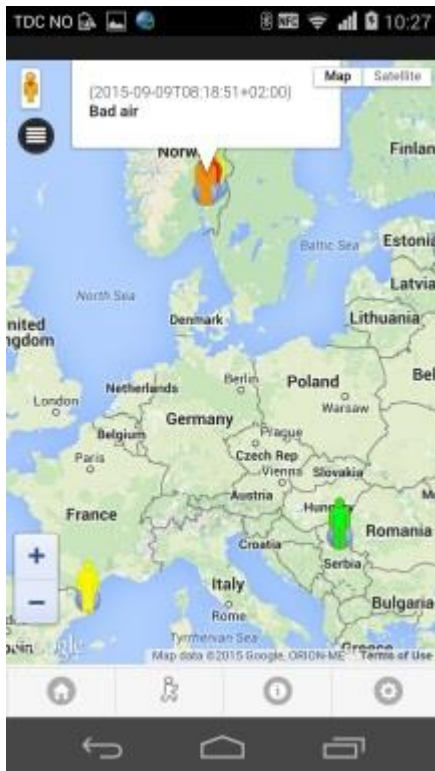 TDC NO
NFC
10:27
(2015-09-09T08:18:51+02:00)
Bad air
Map
Satellite
Norw
Finlan
Baltic Sea
Estonia
Latvia
North Sea
Denmark
Lithuania
nited
ngdom
Berlin
Poland
Bel
Netherlands
London
Warsaw
Germany
Belgium
Prague
Paris
Czech Rep
Vienna
Slovakia
Austria
France
Hungary
Romania
Croatia
+
Serbia
Italy
−
Rome
Bulgaria
Tyrrhenian Sea
Greece
Map data ©2015 Google, ORION-ME
Terms of Use